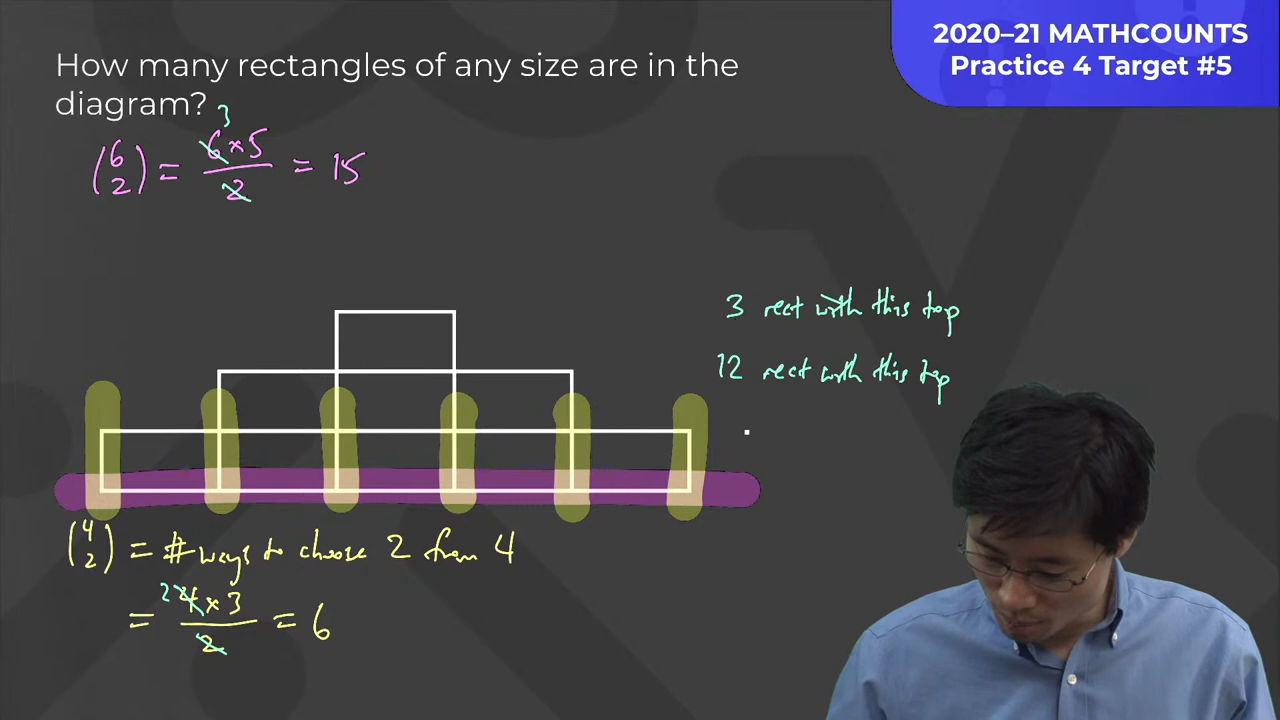 2020–21 MATHCOUNTS
Practice 4 Target #5
How many rectangles of any size are in the
diagram?
(6 2) = 6 3 × 5 / 2 = 15
3 rect with this top
12 rect with this top
(4 2) = # ways to choose 2 from 4
= 2 4 × 3 / 2 = 6